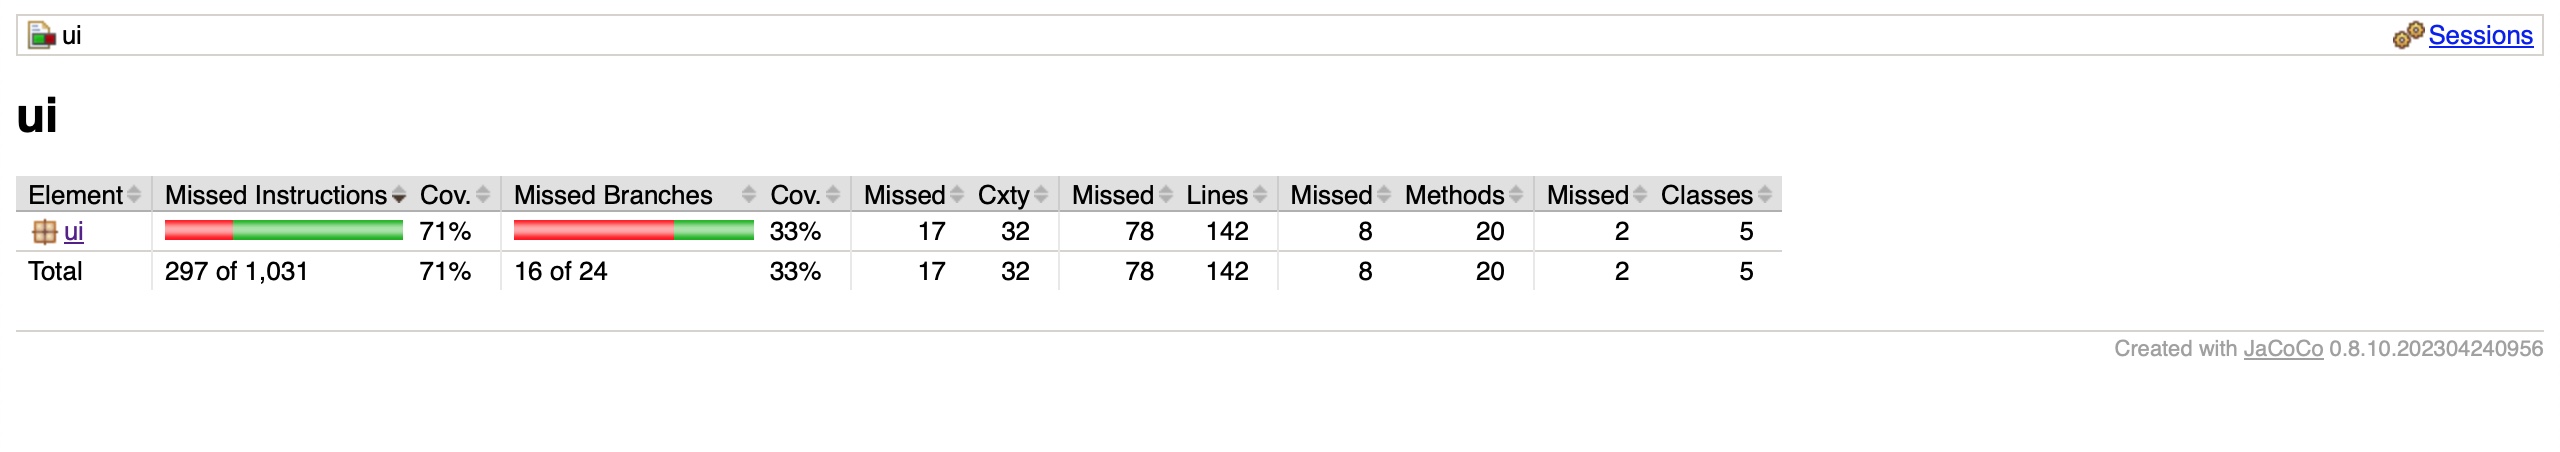 ui Sessions
ui
Element Missed Instructions Cov. Missed Branches Cov. Missed Cxty Missed Lines Missed Methods Missed Classes
ui 71% 33% 17 32 78 142 8 20 2 5
Total 297 of 1,031 71% 16 of 24 33% 17 32 78 142 8 20 2 5
Created with JaCoCo 0.8.10.202304240956